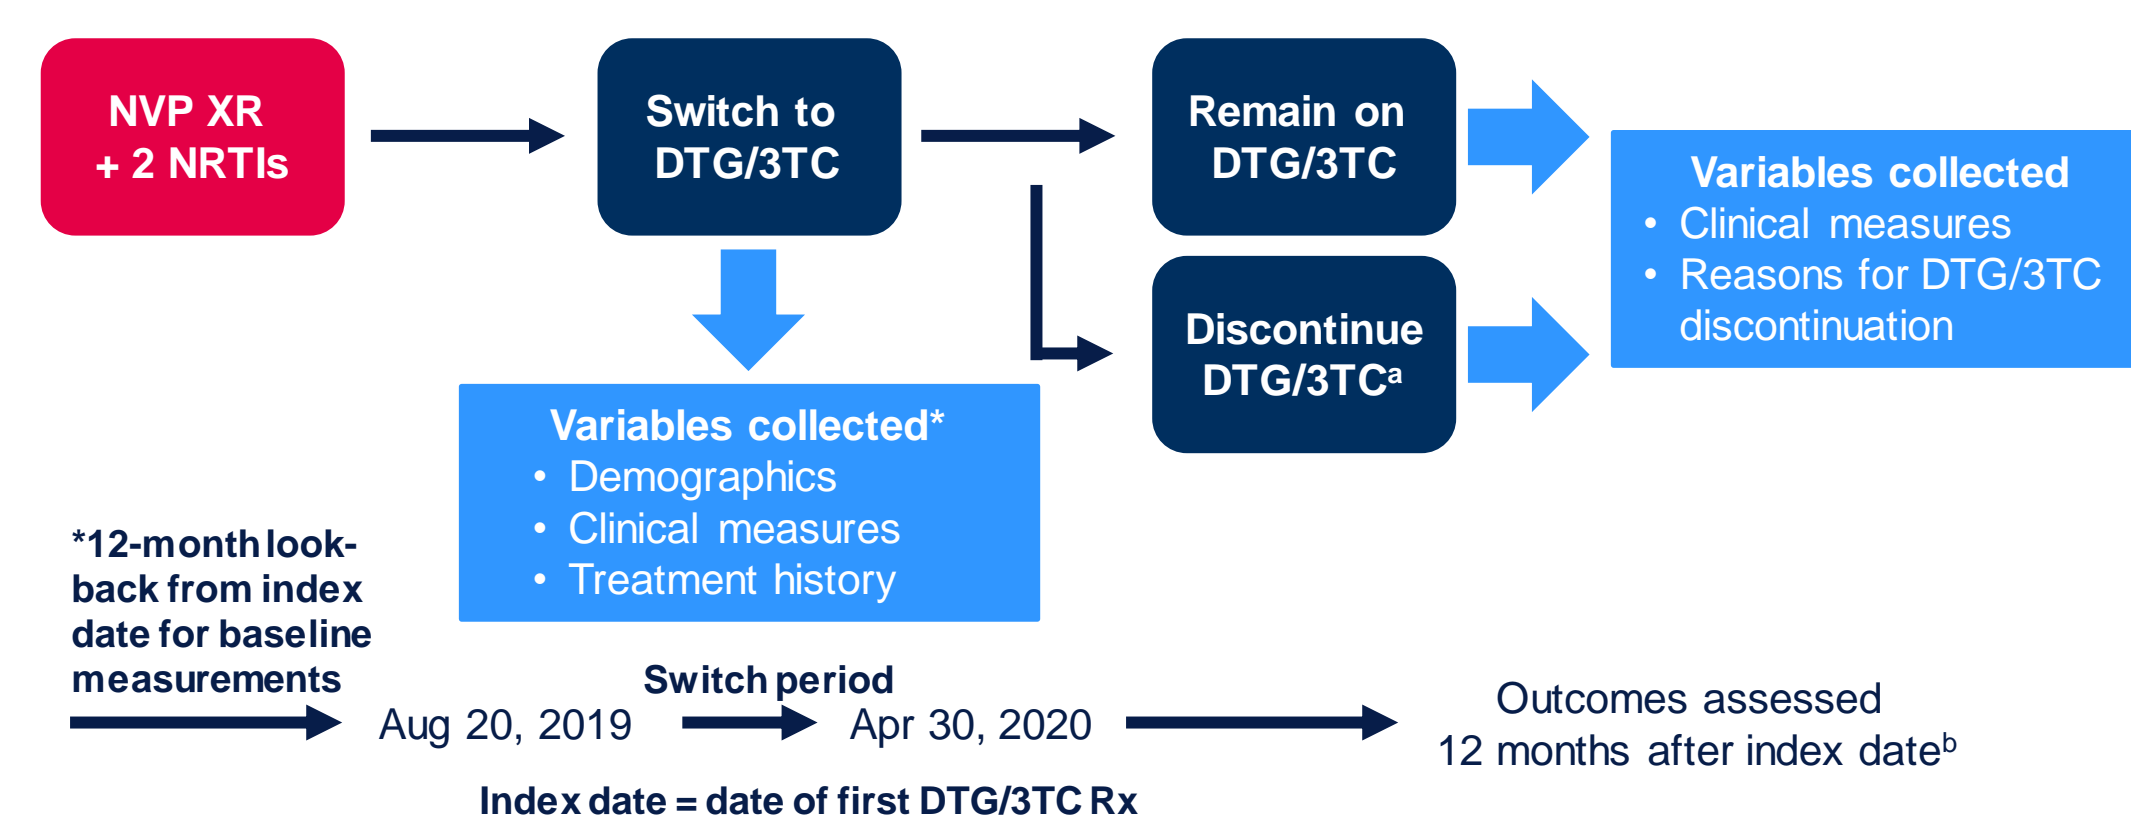 NVP XR
+ 2 NRTIs
Switch to
DTG/3TC
Remain on
DTG/3TC
Discontinue
DTG/3TCᵃ
Variables collected
• Clinical measures
• Reasons for DTG/3TC
discontinuation
Variables collected*
• Demographics
• Clinical measures
• Treatment history
*12-month look-
back from index
date for baseline
measurements
Switch period
Aug 20, 2019
Apr 30, 2020
Outcomes assessed
12 months after index dateᵇ
Index date = date of first DTG/3TC Rx